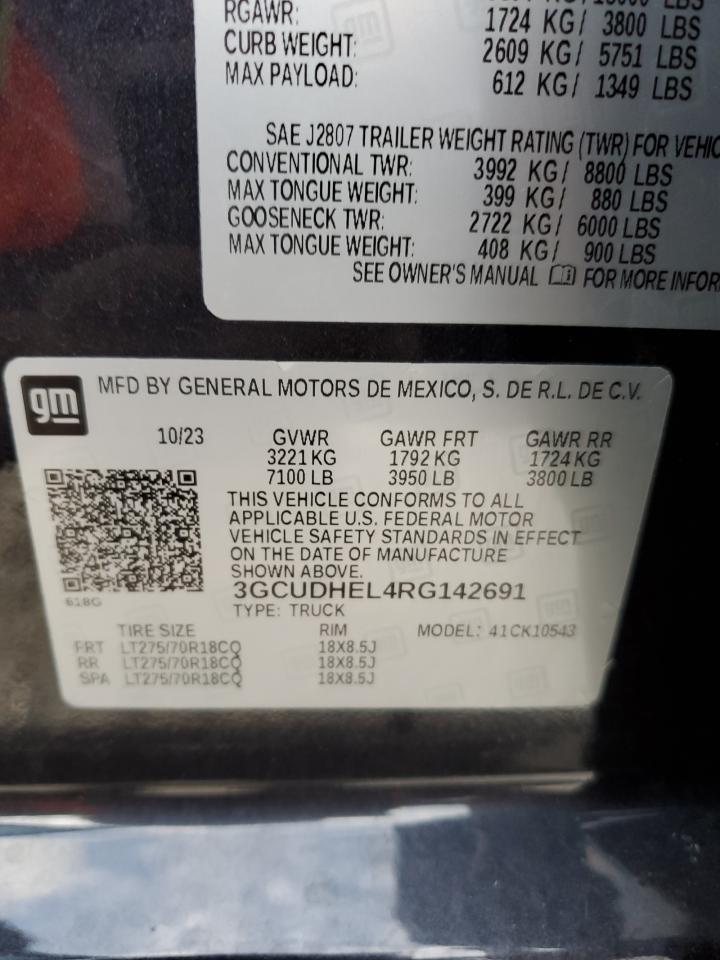 RGAWR: 1724 KG/ 3800 LBS
CURB WEIGHT: 2609 KG/ 5751 LBS
MAX PAYLOAD: 612 KG/ 1349 LBS
SAE J2807 TRAILER WEIGHT RATING (TWR) FOR VEHIC
CONVENTIONAL TWR: 3992 KG/ 8800 LBS
MAX TONGUE WEIGHT: 399 KG/ 880 LBS
GOOSENECK TWR: 2722 KG/ 6000 LBS
MAX TONGUE WEIGHT: 408 KG/ 900 LBS
SEE OWNER'S MANUAL FOR MORE INFOR
gm MFD BY GENERAL MOTORS DE MEXICO, S. DE R.L. DE C.V.
10/23 GVWR GAWR FRT GAWR RR
3221 KG 1792 KG 1724 KG
7100 LB 3950 LB 3800 LB
THIS VEHICLE CONFORMS TO ALL
APPLICABLE U.S. FEDERAL MOTOR
VEHICLE SAFETY STANDARDS IN EFFECT
ON THE DATE OF MANUFACTURE
SHOWN ABOVE.
3GCUDHEL4RG142691
618G
TYPE: TRUCK
TIRE SIZE RIM MODEL: 41CK10543
FRT LT275/70R18CQ 18X8.5J
RR LT275/70R18CQ 18X8.5J
SPA LT275/70R18CQ 18X8.5J